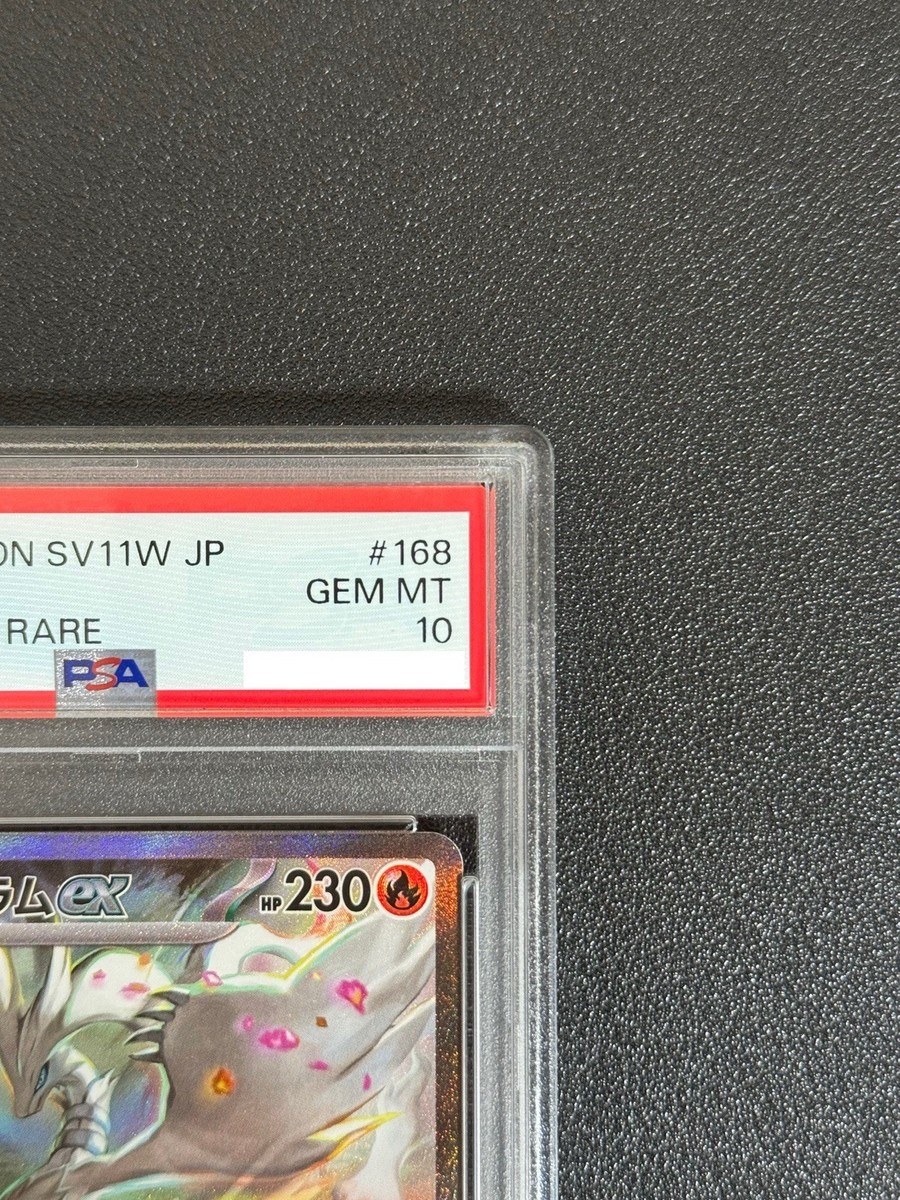 ON SV11W JP #168
GEM MT
RARE 10
PSA
ラムex HP230